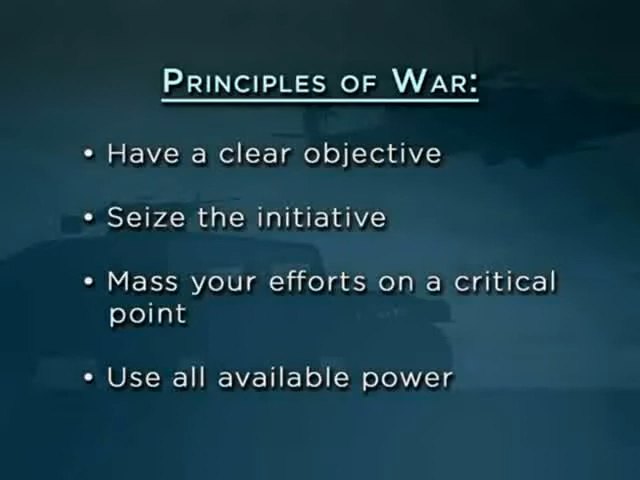 PRINCIPLES OF WAR:
• Have a clear objective
• Seize the initiative
• Mass your efforts on a critical
point
• Use all available power